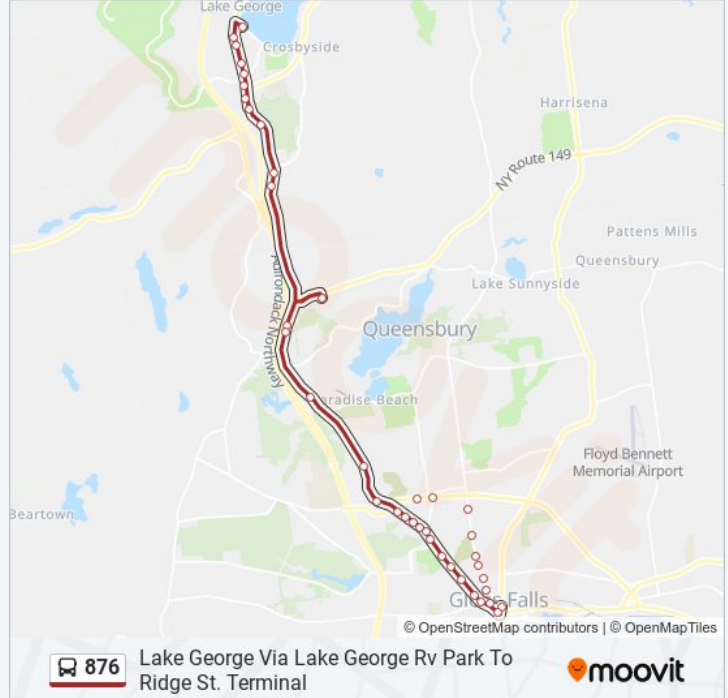 Lake George
Crosbyside
Harrisena
NY Route 149
Pattens Mills
Queensbury
Lake Sunnyside
Adirondack Northway
Queensbury
Paradise Beach
Floyd Bennett
Memorial Airport
Beartown
Glens Falls
© OpenStreetMap contributors | © OpenMapTiles
876
Lake George Via Lake George Rv Park To
Ridge St. Terminal
moovit